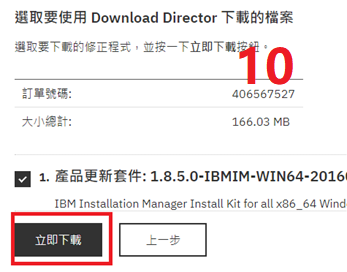 選取要使用 Download Director 下載的檔案
選取要下載的修正程式，並按一下立即下載按鈕。
10
訂單號碼: 406567527
大小總計: 166.03 MB
1. 產品更新套件: 1.8.5.0-IBMIM-WIN64-2016
IBM Installation Manager Install Kit for all x86_64 Windo
立即下載 上一步